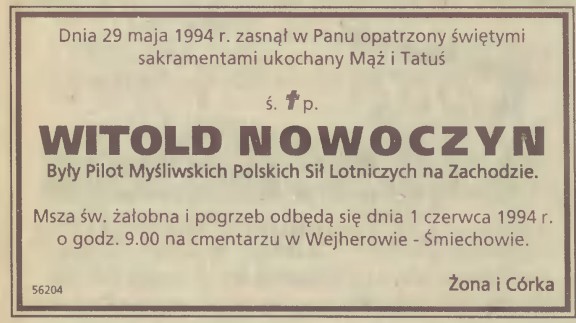 Dnia 29 maja 1994 r. zasnął w Panu opatrzony świętymi
sakramentami ukochany Mąż i Tatuś
ś. ✝ p.
WITOLD NOWOCZYN
Były Pilot Myśliwskich Polskich Sił Lotniczych na Zachodzie.
Msza św. żałobna i pogrzeb odbędą się dnia 1 czerwca 1994 r.
o godz. 9.00 na cmentarzu w Wejherowie - Śmiechowie.
Żona i Córka
56204